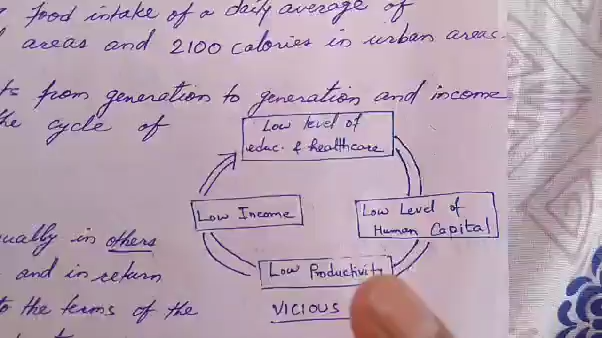 Food intake of a daily average of
areas and 2100 calories in urban areas.
from generation to generation and income
the cycle of
Low level of
educ. & healthcare
Low Income
Low Level of
Human Capital
Low Productivity
VICIOUS
in others
and in return
to the terms of the